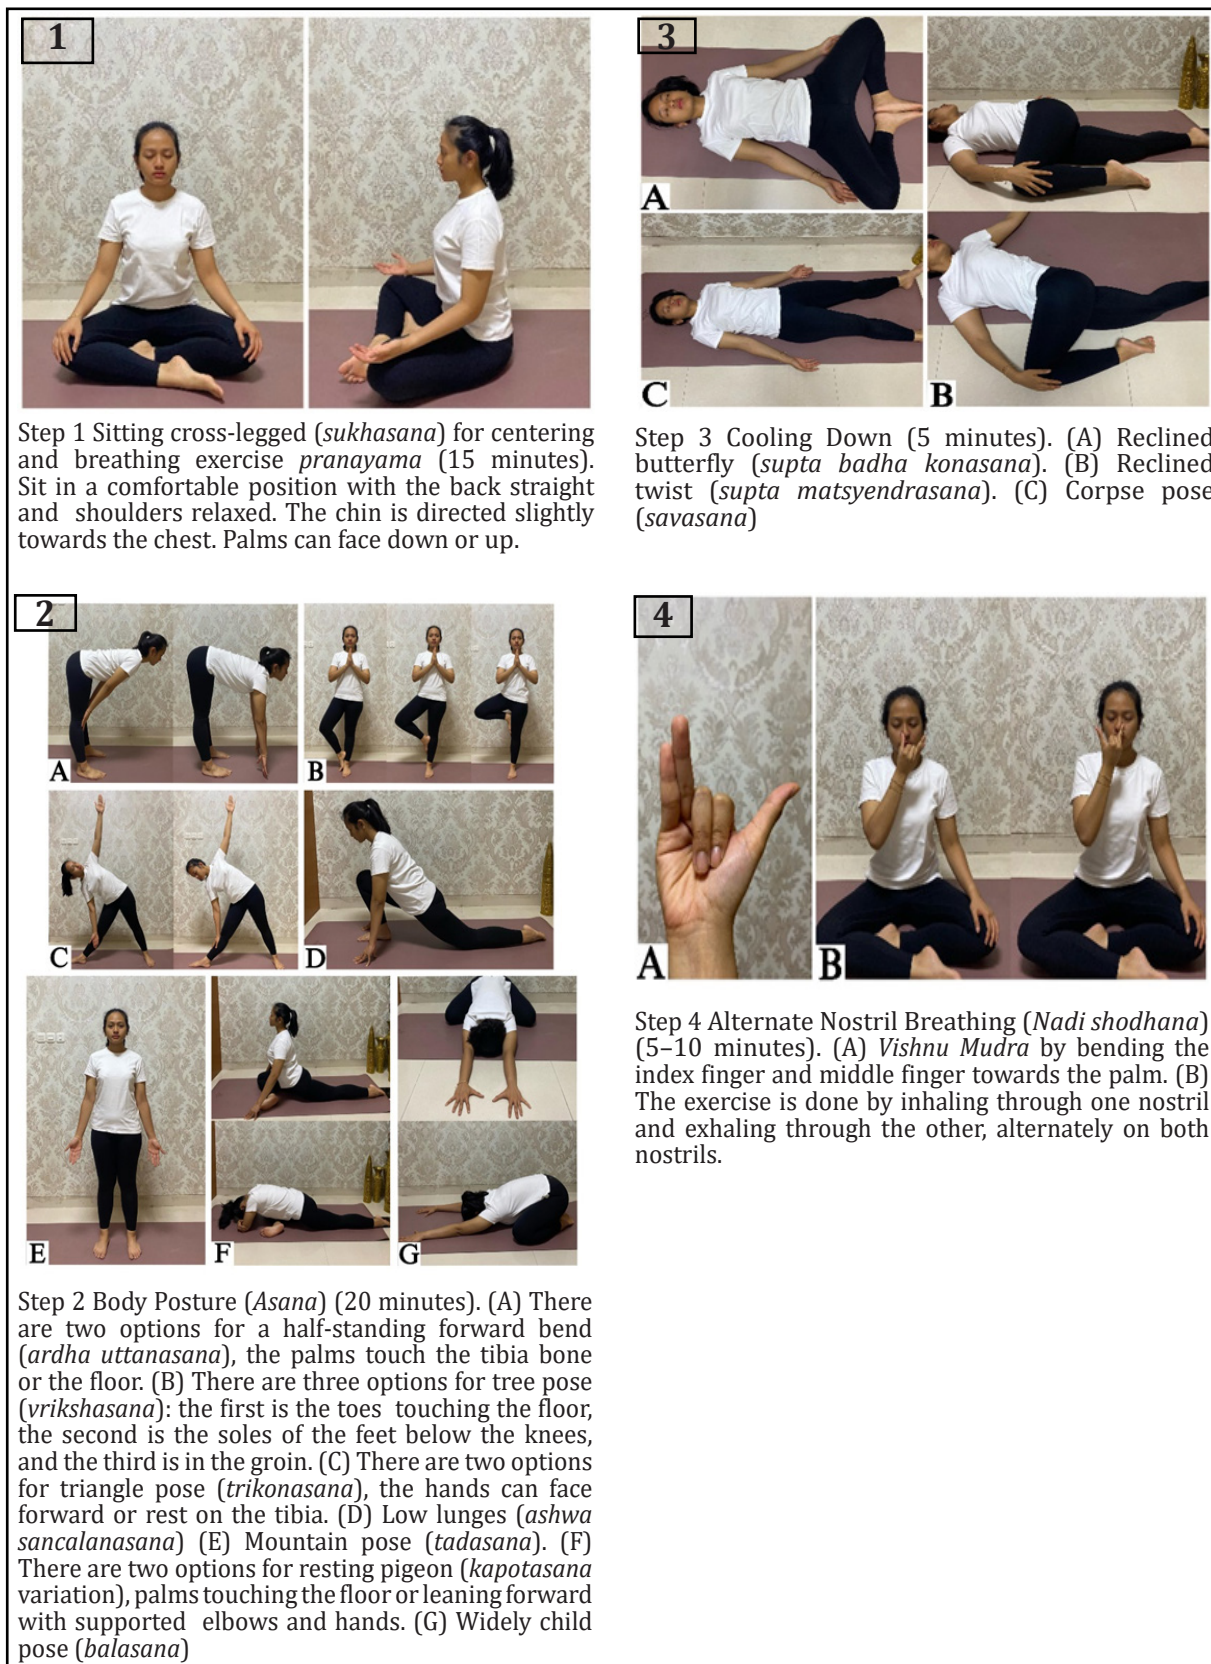 1
Step 1 Sitting cross-legged (sukhasana) for centering
and breathing exercise pranayama (15 minutes).
Sit in a comfortable position with the back straight
and shoulders relaxed. The chin is directed slightly
towards the chest. Palms can face down or up.
2
A
B
C
D
E
F
G
Step 2 Body Posture (Asana) (20 minutes). (A) There
are two options for a half-standing forward bend
(ardha uttanasana), the palms touch the tibia bone
or the floor. (B) There are three options for tree pose
(vrikshasana): the first is the toes touching the floor,
the second is the soles of the feet below the knees,
and the third is in the groin. (C) There are two options
for triangle pose (trikonasana), the hands can face
forward or rest on the tibia. (D) Low lunges (ashwa
sancalanasana) (E) Mountain pose (tadasana). (F)
There are two options for resting pigeon (kapotasana
variation), palms touching the floor or leaning forward
with supported elbows and hands. (G) Widely child
pose (balasana)
3
A
C
B
Step 3 Cooling Down (5 minutes). (A) Reclined
butterfly (supta badha konasana). (B) Reclined
twist (supta matsyendrasana). (C) Corpse pose
(savasana)
4
A
B
Step 4 Alternate Nostril Breathing (Nadi shodhana)
(5–10 minutes). (A) Vishnu Mudra by bending the
index finger and middle finger towards the palm. (B)
The exercise is done by inhaling through one nostril
and exhaling through the other, alternately on both
nostrils.